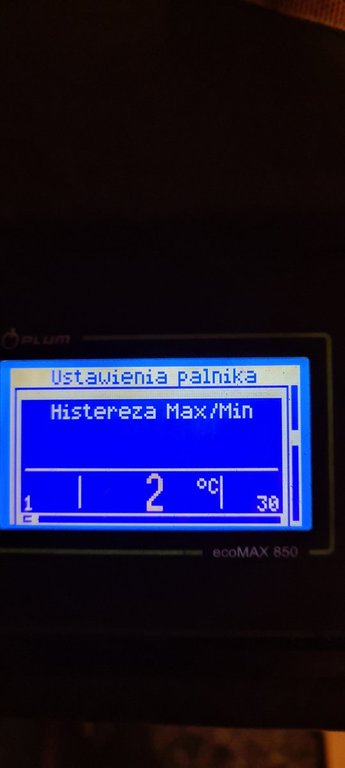 PLUM
Ustawienia palnika
Histereza Max/Min
1 2 °C 30
ecoMAX 850